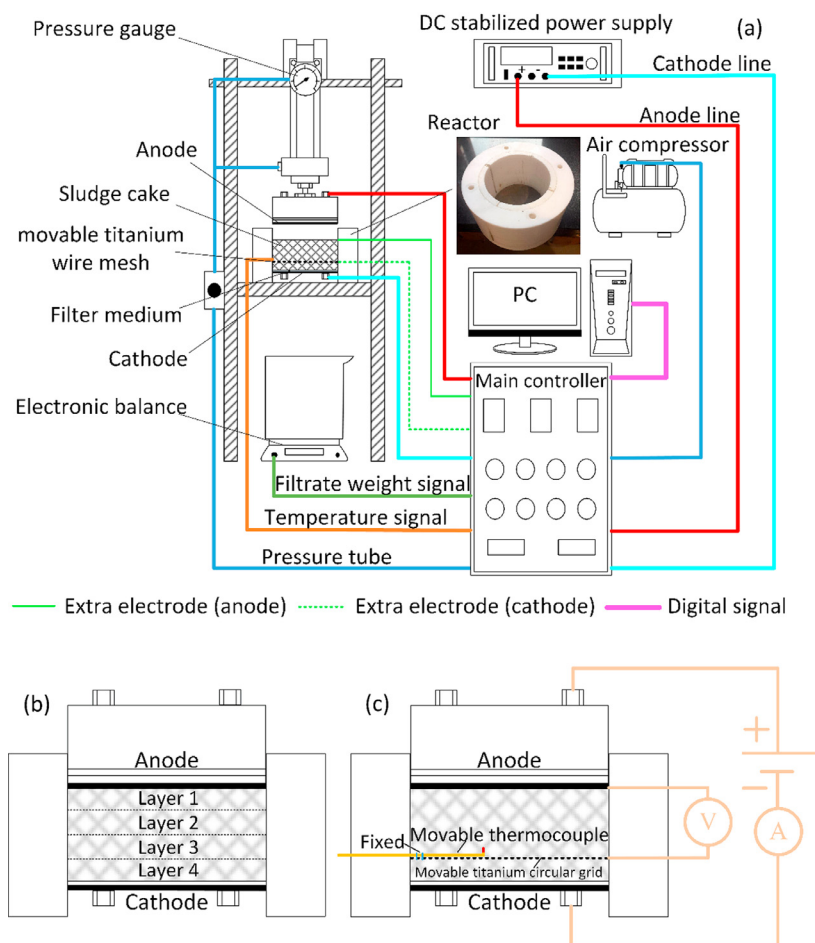 Pressure gauge
DC stabilized power supply
(a)
Cathode line
Anode line
Reactor
Air compressor
Anode
Sludge cake
movable titanium
wire mesh
Filter medium
Cathode
Electronic balance
PC
Main controller
Filtrate weight signal
Temperature signal
Pressure tube
Extra electrode (anode)
Extra electrode (cathode)
Digital signal
(b)
Anode
Layer 1
Layer 2
Layer 3
Layer 4
Cathode
(c)
Anode
Fixed
Movable thermocouple
Movable titanium circular grid
Cathode
+
−
V
A